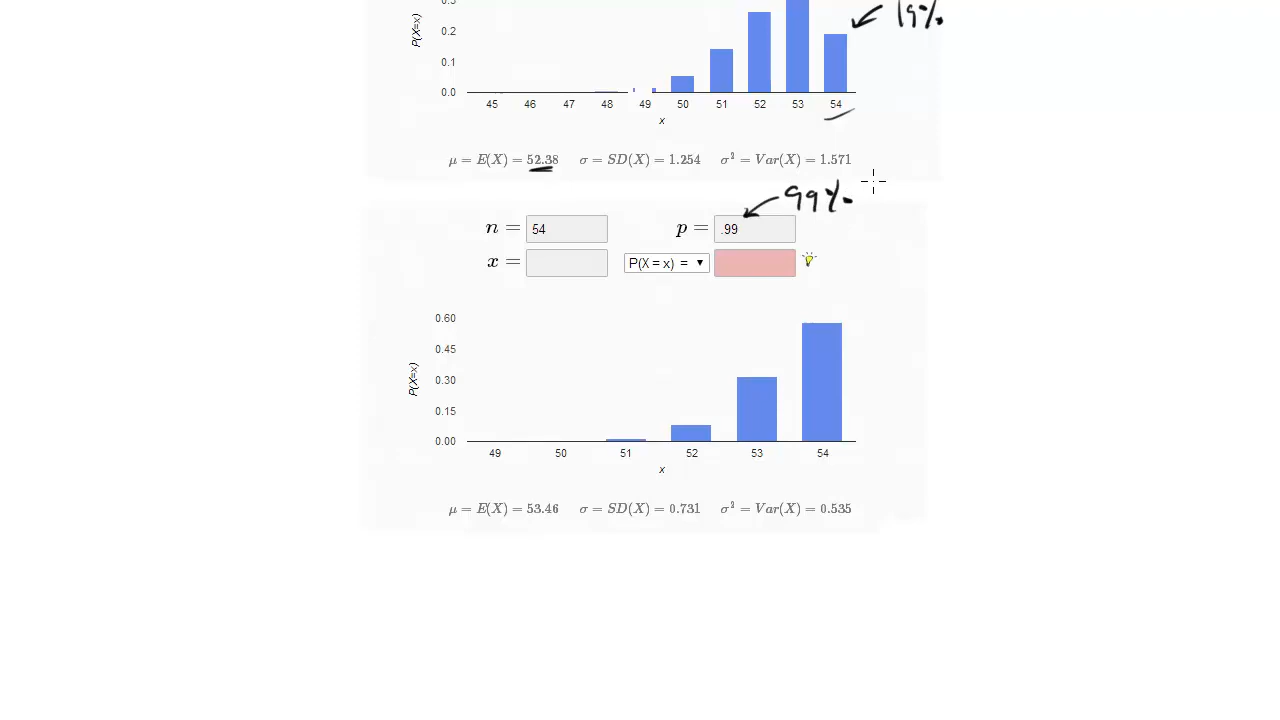 0.3
19%
0.2
P(X=x)
0.1
0.0
45 46 47 48 49 50 51 52 53 54
x
μ = E(X) = 52.38 σ = SD(X) = 1.254 σ² = Var(X) = 1.571
99%
n = 54 p = .99
x = P(X = x) =
0.60
0.45
0.30
P(X=x)
0.15
0.00
49 50 51 52 53 54
x
μ = E(X) = 53.46 σ = SD(X) = 0.731 σ² = Var(X) = 0.535